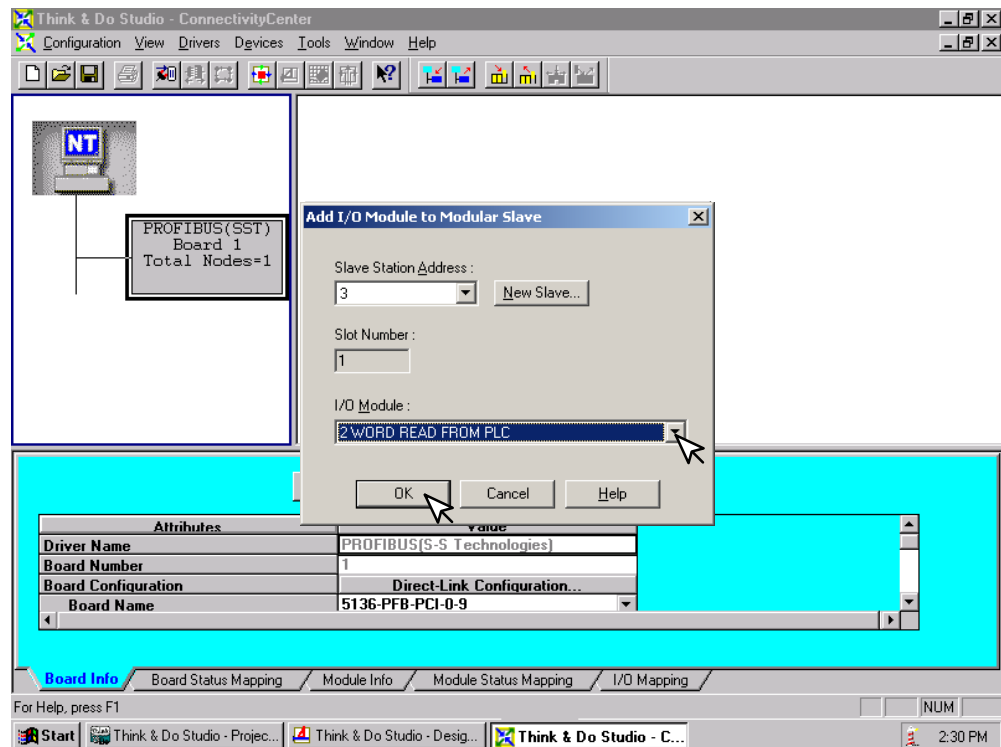 Think & Do Studio - ConnectivityCenter
Configuration View Drivers Devices Tools Window Help
NT
PROFIBUS(SST)
Board 1
Total Nodes=1
Add I/O Module to Modular Slave
Slave Station Address :
3
New Slave...
Slot Number :
1
I/O Module :
2 WORD READ FROM PLC
OK Cancel Help
Attributes Value
Driver Name PROFIBUS(S-S Technologies)
Board Number 1
Board Configuration Direct-Link Configuration...
Board Name 5136-PFB-PCI-0-9
Board Info Board Status Mapping Module Info Module Status Mapping I/O Mapping
For Help, press F1 NUM
Start Think & Do Studio - Projec... Think & Do Studio - Desig... Think & Do Studio - C... 2:30 PM